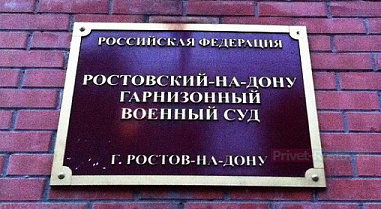 РОССИЙСКАЯ ФЕДЕРАЦИЯ
РОСТОВСКИЙ-НА-ДОНУ
ГАРНИЗОННЫЙ
ВОЕННЫЙ СУД
Г. РОСТОВ-НА-ДОНУ